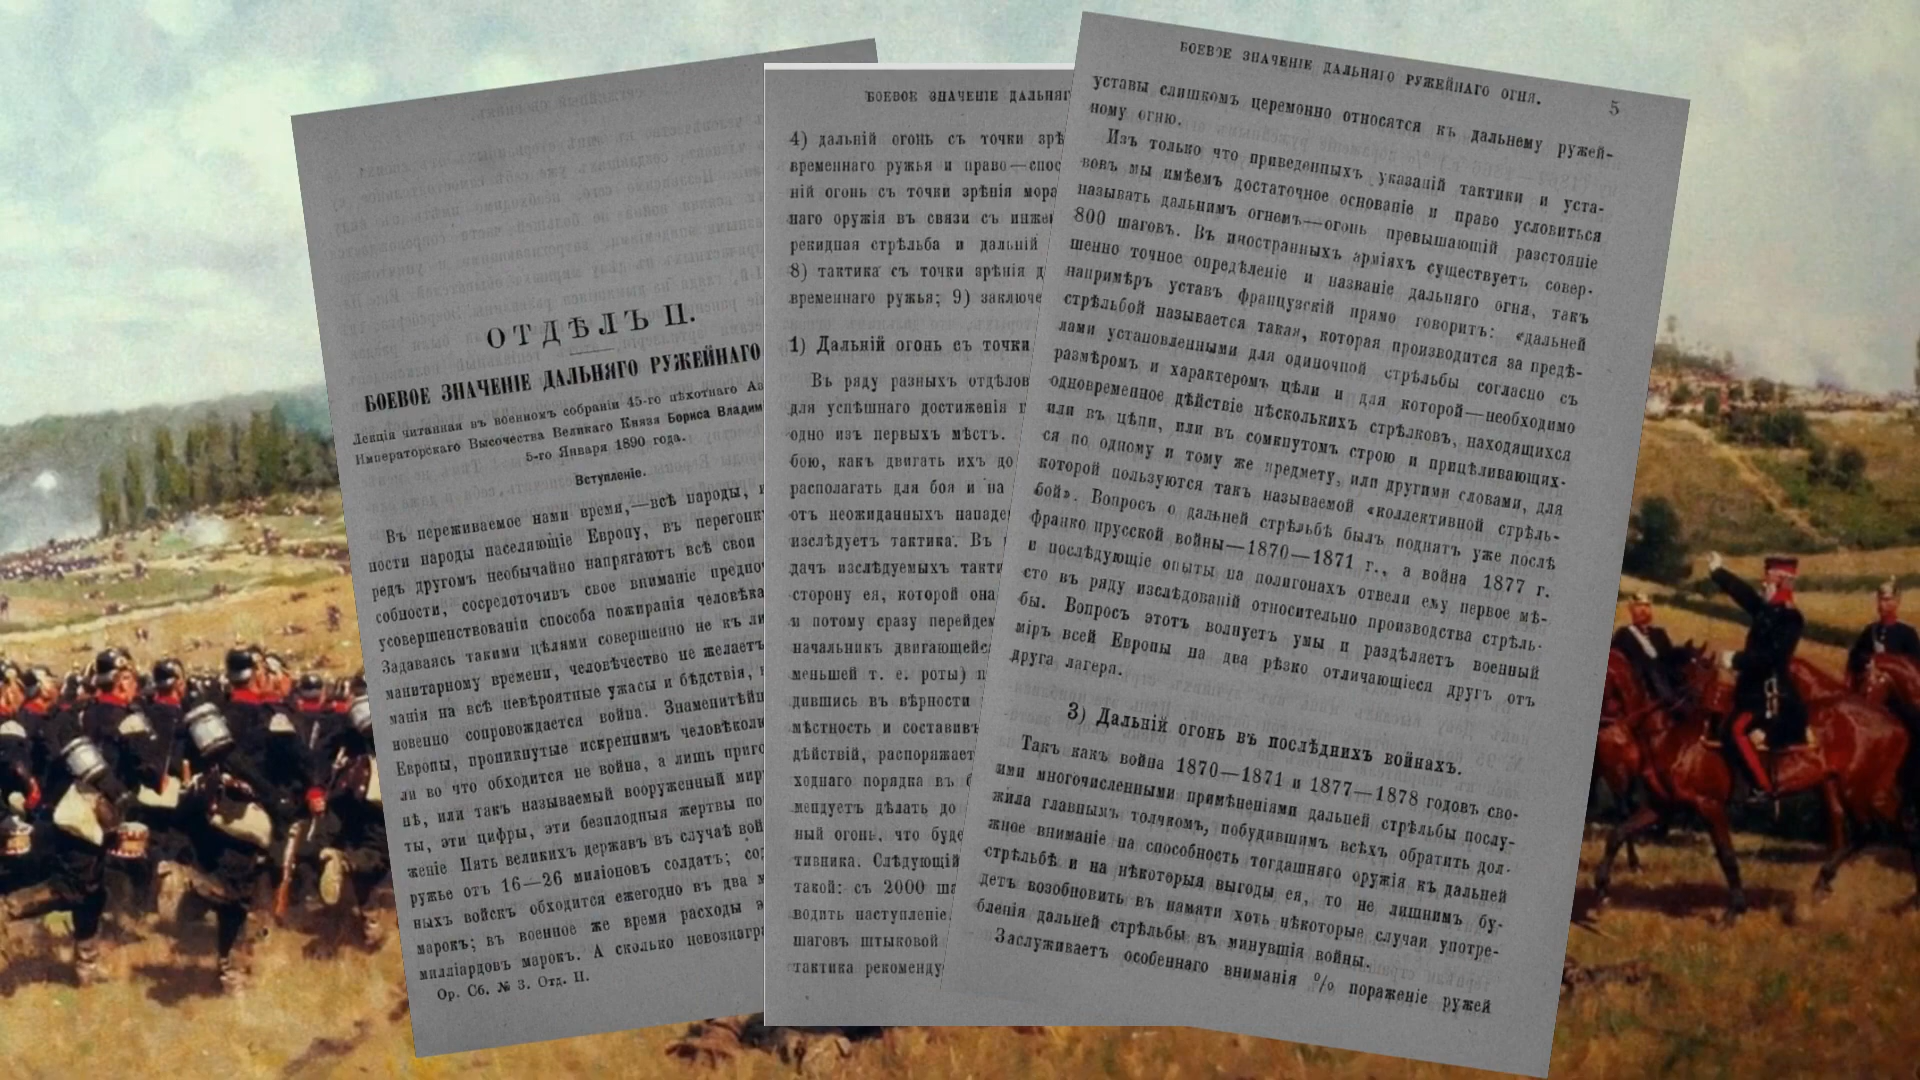 ОТДѢЛЪ II.
БОЕВОЕ ЗНАЧЕНІЕ ДАЛЬНЯГО РУЖЕЙНАГО
Лекція читанная въ военномъ собраніи 45-го пѣхотнаго Аз
Императорскаго Высочества Великаго Князя Бориса Владим
5-го Января 1890 года.
Вступленіе.
Въ переживаемое нами время,—всѣ народы,
ности народы населяющіе Европу, въ перегонк
редъ другомъ необычайно напрягаютъ всѣ свои
собности, сосредоточивъ свое вниманіе предпо
усовершенствованіи способа пожиранія человѣка
Задаваясь такими цѣлями совершенно не къ ли
манитарному времени, человѣчество не желаетъ
манія на всѣ невѣроятные ужасы и бѣдствія,
новенно сопровождается война. Знаменитѣйш
Европы, проникнутые искреннимъ человѣколю
ли во что обходится не война, а лишь приго
нѣ, или такъ называемый вооруженный мир
ты, эти цифры, эти безплодныя жертвы по
женіе Пять великихъ державъ въ случаѣ вой
ружье отъ 16—26 миліоновъ солдатъ; со
ныхъ войскъ обходится ежегодно въ два м
марокъ; въ военное же время расходы
милліардовъ марокъ. А сколько невознагра
Ор. Сб. № 3. Отд. II.
БОЕВОЕ ЗНАЧЕНІЕ ДАЛЬНЯГ
4) дальній огонь съ точки зрѣ
временнаго ружья и право—спос
ній огонь съ точки зрѣнія мора
наго оружія въ связи съ инже
рекидная стрѣльба и дальній
8) тактика съ точки зрѣнія д
временнаго ружья; 9) заключе
1) Дальній огонь съ точки
Въ ряду разныхъ отдѣлов
для успѣшнаго достиженія
одно изъ первыхъ мѣстъ.
бою, какъ двигать ихъ до
располагать для боя и на
отъ неожиданныхъ нападе
изслѣдуетъ тактика. Въ
дачъ изслѣдуемыхъ такти
сторону ея, которой она
и потому сразу перейдем
начальникъ двигающейс
меньшей т. е. роты) п
дившись въ вѣрности
мѣстность и составив
дѣйствій, распоряжает
ходнаго порядка въ
мендуетъ дѣлать до
ный огонь, что буде
тивника. Слѣдующій
такой: съ 2000 ша
водить наступленіе.
шаговъ штыковой
тактика рекоменду
БОЕВОЕ ЗНАЧЕНІЕ ДАЛЬНЯГО РУЖЕЙНАГО ОГНЯ. 5
уставы слишкомъ церемонно относятся къ дальнему ружей-
ному огню.
Изъ только что приведенныхъ указаній тактики и уста-
вовъ мы имѣемъ достаточное основаніе и право условиться
называть дальнимъ огнемъ—огонь превышающій разстояніе
800 шаговъ. Въ иностранныхъ арміяхъ существуетъ совер-
шенно точное опредѣленіе и названіе дальняго огня, такъ
напримѣръ уставъ французскій прямо говоритъ: «дальней
стрѣльбой называется такая, которая производится за предѣ-
лами установленными для одиночной стрѣльбы согласно съ
размѣромъ и характеромъ цѣли и для которой—необходимо
одновременное дѣйствіе нѣсколькихъ стрѣлковъ, находящихся
или въ цѣпи, или въ сомкнутомъ строю и прицѣливающих-
ся по одному и тому же предмету, или другими словами, для
которой пользуются такъ называемой «коллективной стрѣль-
бой». Вопросъ о дальней стрѣльбѣ былъ поднятъ уже послѣ
франко прусской войны—1870—1871 г., а война 1877 г.
и послѣдующіе опыты на полигонахъ отвели ему первое мѣ-
сто въ ряду изслѣдованій относительно производства стрѣль-
бы. Вопросъ этотъ волнуетъ умы и раздѣляетъ военный
міръ всей Европы на два рѣзко отличающіеся другъ отъ
друга лагеря.
3) Дальній огонь въ послѣднихъ войнахъ.
Такъ какъ война 1870—1871 и 1877—1878 годовъ сво-
ими многочисленными примѣненіями дальней стрѣльбы послу-
жила главнымъ толчкомъ, побудившимъ всѣхъ обратить дол-
жное вниманіе на способность тогдашняго оружія къ дальней
стрѣльбѣ и на нѣкоторыя выгоды ея, то не лишнимъ бу-
детъ возобновить въ памяти хоть нѣкоторые случаи употре-
бленія дальней стрѣльбы въ минувшія войны.
Заслуживаетъ особеннаго вниманія % пораженіе ружей